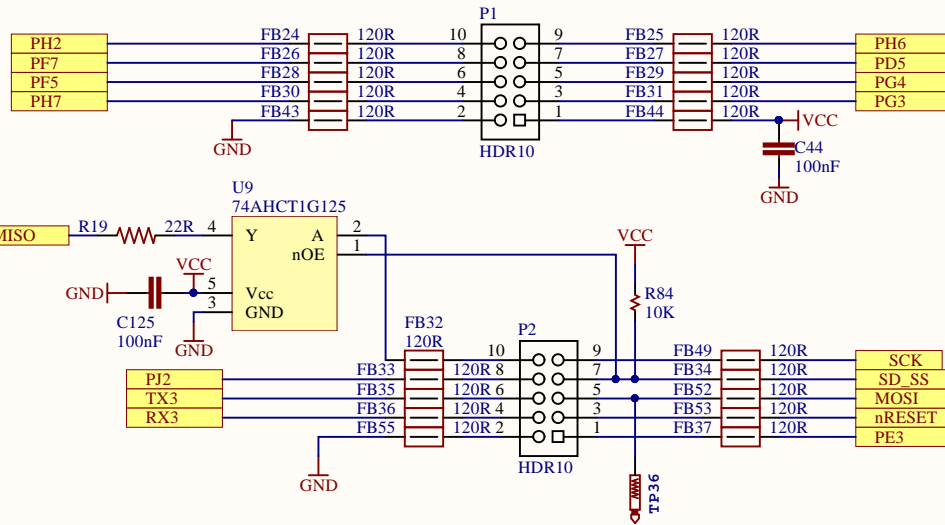 P1
PH2 FB24 120R 10 9 FB25 120R PH6
PF7 FB26 120R 8 7 FB27 120R PD5
PF5 FB28 120R 6 5 FB29 120R PG4
PH7 FB30 120R 4 3 FB31 120R PG3
FB43 120R 2 1 FB44 120R VCC
GND HDR10 C44
100nF
GND
U9
74AHCT1G125
MISO R19 22R 4 Y A 2
nOE 1 VCC
VCC
GND 5 Vcc R84
3 GND 10K
C125
100nF GND
FB32 P2
120R 10 9 FB49 120R SCK
PJ2 FB33 120R 8 7 FB34 120R SD_SS
TX3 FB35 120R 6 5 FB52 120R MOSI
RX3 FB36 120R 4 3 FB53 120R nRESET
FB55 120R 2 1 FB37 120R PE3
HDR10
GND
TP36